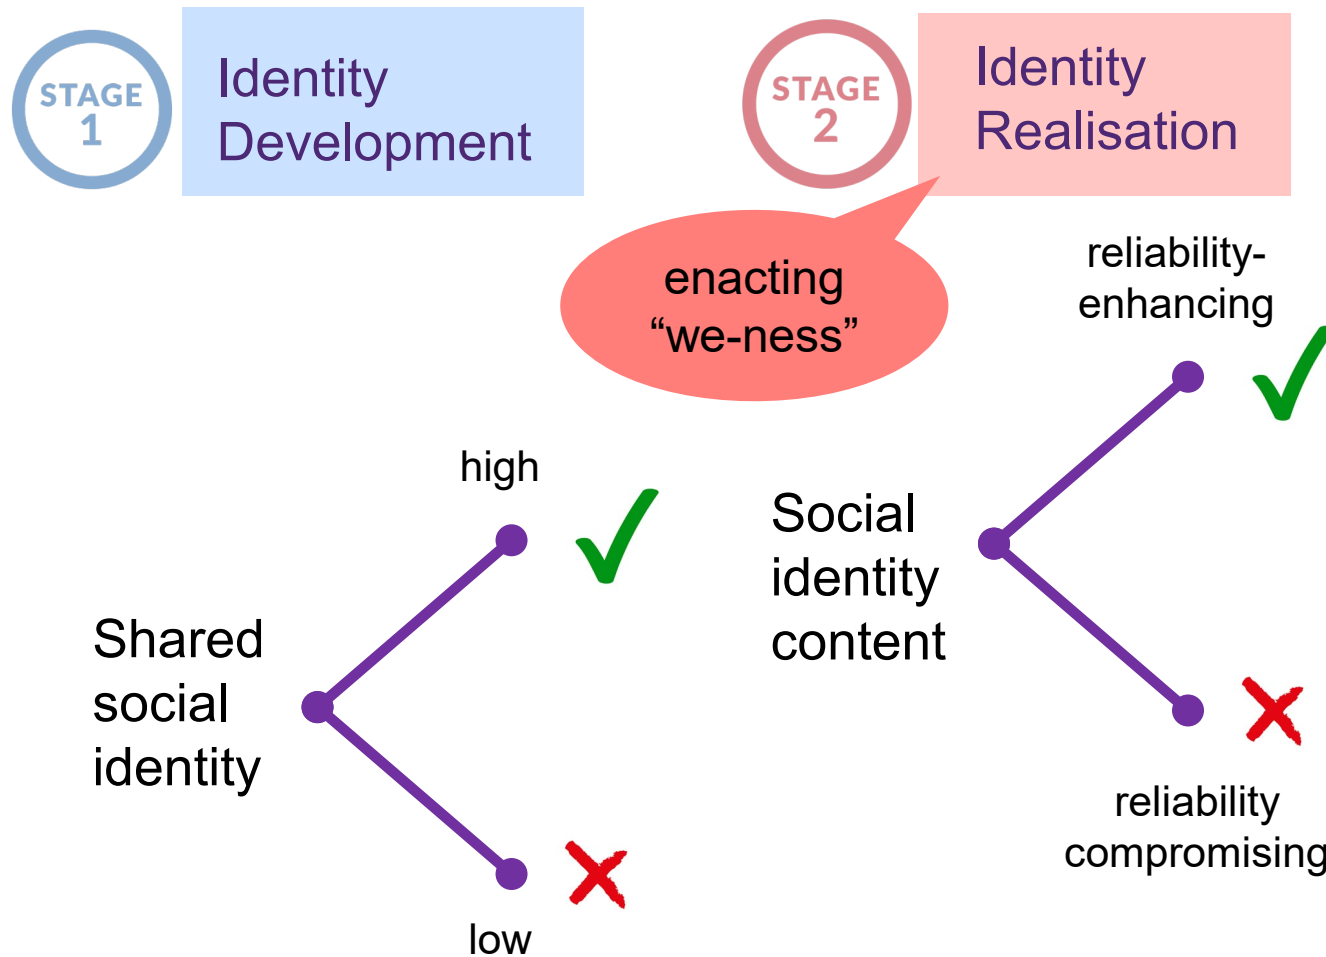 STAGE
1
Identity
Development
STAGE
2
Identity
Realisation
enacting
“we-ness”
reliability-
enhancing
high
Social
identity
content
Shared
social
identity
reliability
compromising
low